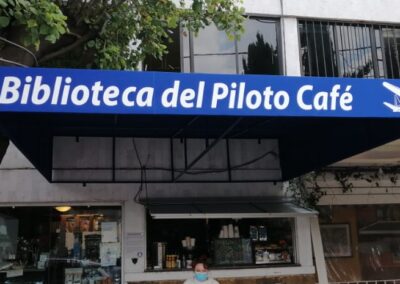 Biblioteca del Piloto Café